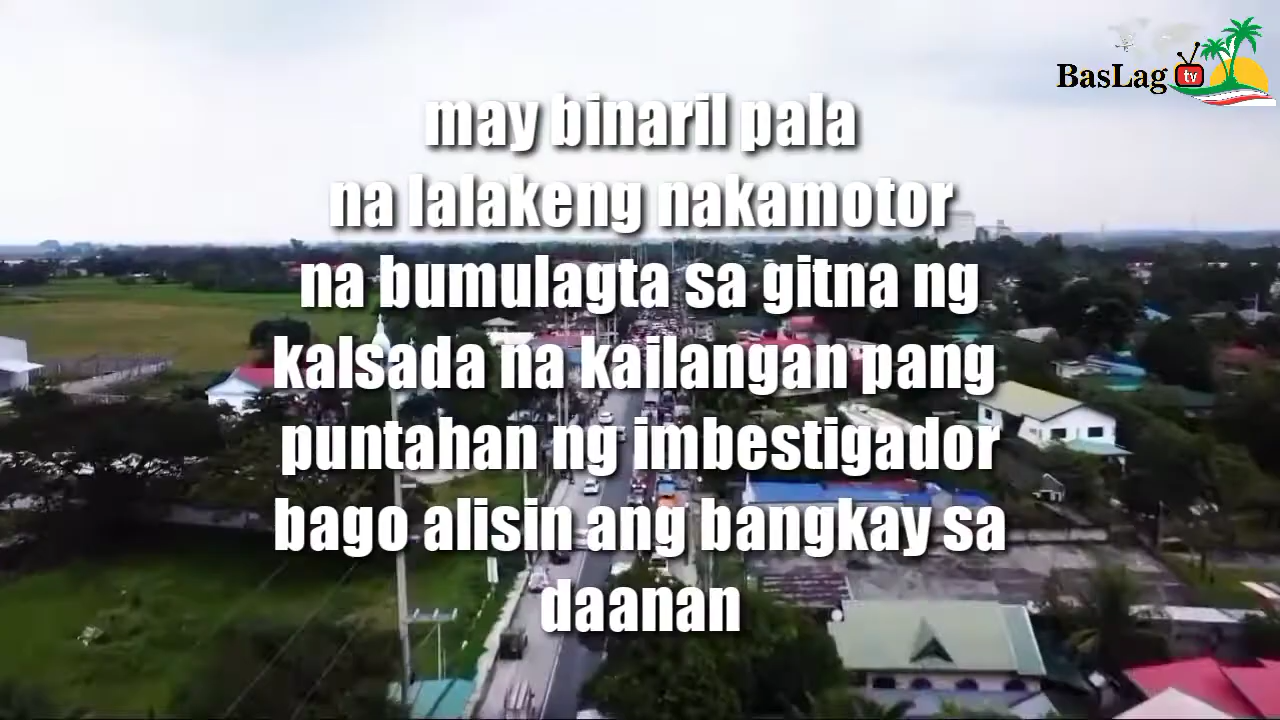 BasLag tv
may binaril pala
na lalakeng nakamotor
na bumulagta sa gitna ng
kalsada na kailangan pang
puntahan ng imbestigador
bago alisin ang bangkay sa
daanan